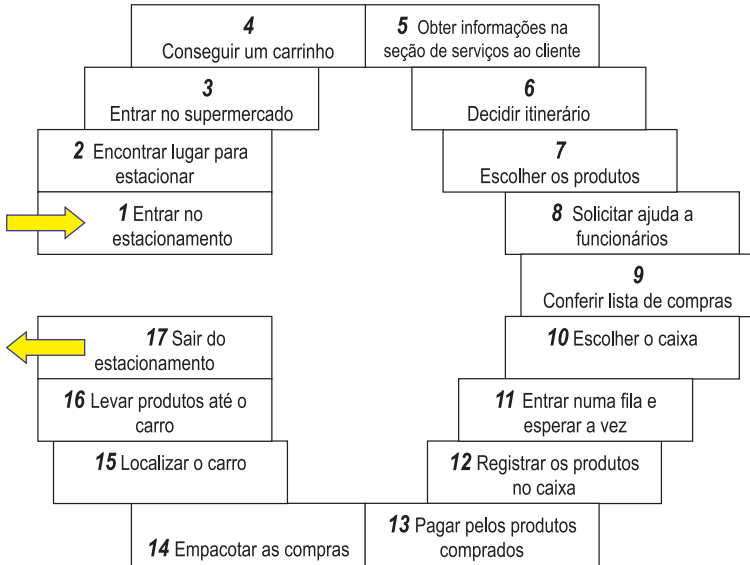 4
Conseguir um carrinho
5 Obter informações na
seção de serviços ao cliente
3
Entrar no supermercado
6
Decidir itinerário
2 Encontrar lugar para
estacionar
7
Escolher os produtos
1 Entrar no
estacionamento
8 Solicitar ajuda a
funcionários
9
Conferir lista de compras
17 Sair do
estacionamento
10 Escolher o caixa
16 Levar produtos até o
carro
11 Entrar numa fila e
esperar a vez
15 Localizar o carro
12 Registrar os produtos
no caixa
14 Empacotar as compras
13 Pagar pelos produtos
comprados